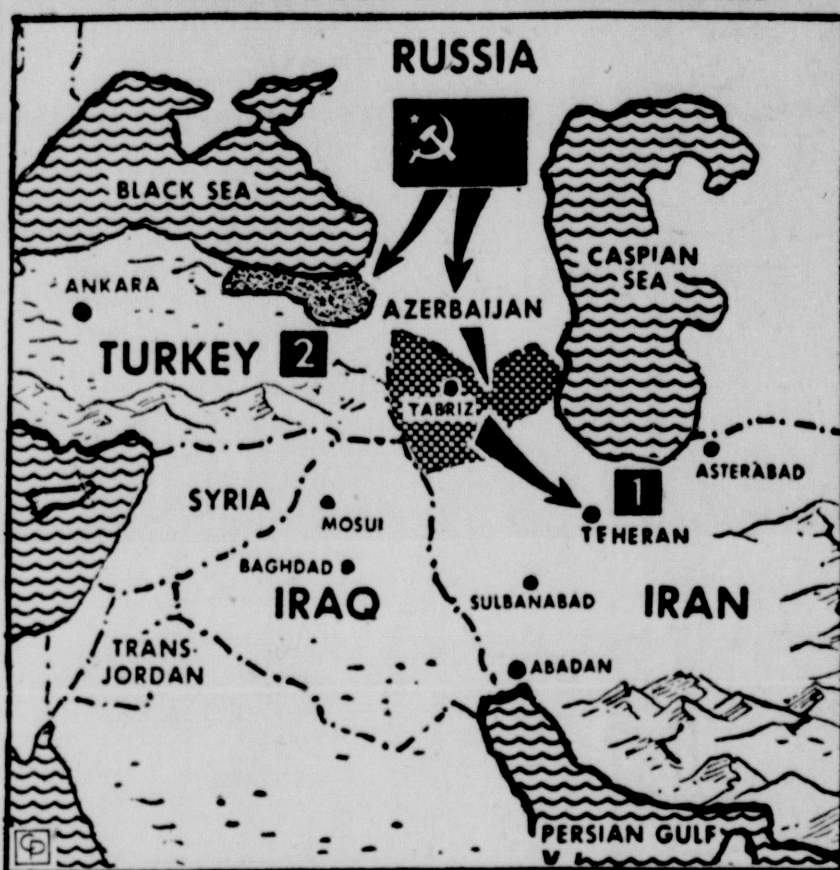 RUSSIA
BLACK SEA
CASPIAN
SEA
ANKARA
AZERBAIJAN
TURKEY 2
TABRIZ
1
ASTERABAD
SYRIA
MOSUI
TEHERAN
BAGHDAD
IRAQ
SULBANABAD
IRAN
TRANS-
JORDAN
ABADAN
PERSIAN GULF
CP